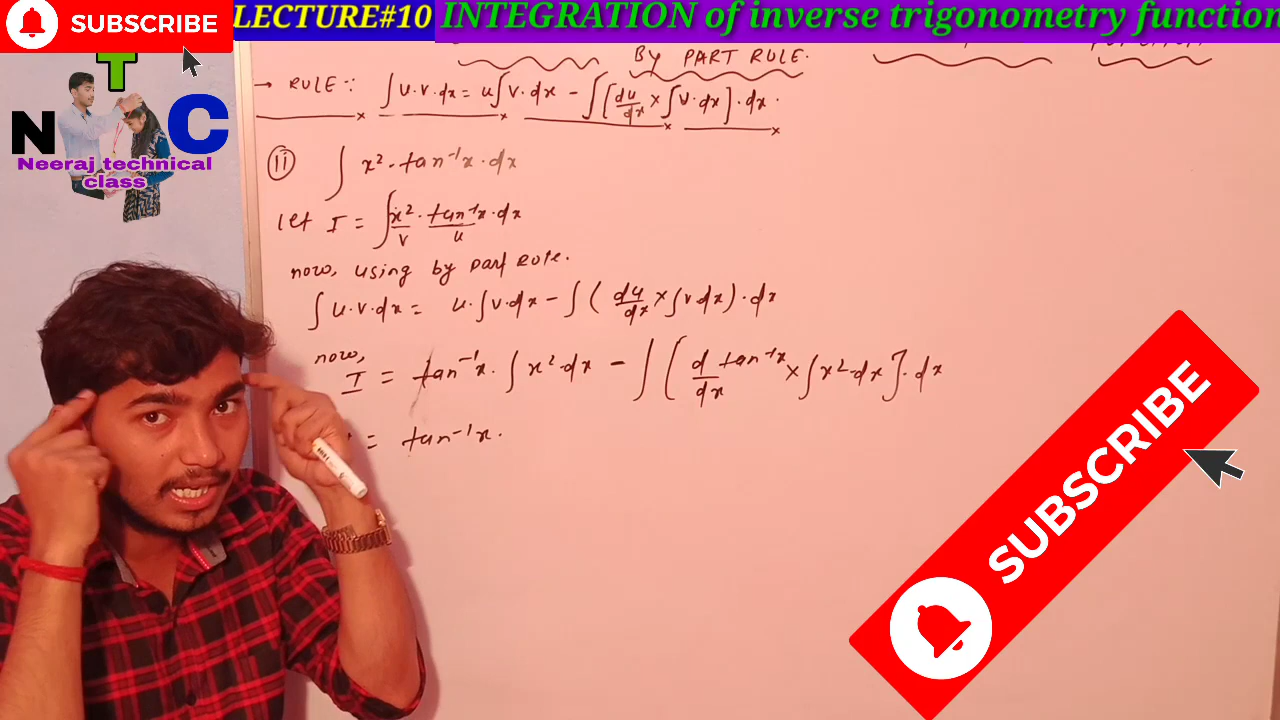 SUBSCRIBE
LECTURE#10 INTEGRATION of inverse trigonometry function
BY PART RULE.
NTC
Neeraj technical
class
→ RULE:: ∫ u.v.dx = u∫v.dx - ∫[du/dx × ∫v.dx].dx.
⑪ ∫ x².tan⁻¹x.dx
let I = ∫x².tan⁻¹x.dx
v u
now, using by part rule.
∫u.v.dx = u.∫v.dx - ∫(du/dx × ∫v dx).dx
now,
I = tan⁻¹x.∫x².dx - ∫[d/dx tan⁻¹x × ∫x².dx].dx
= tan⁻¹x.
SUBSCRIBE